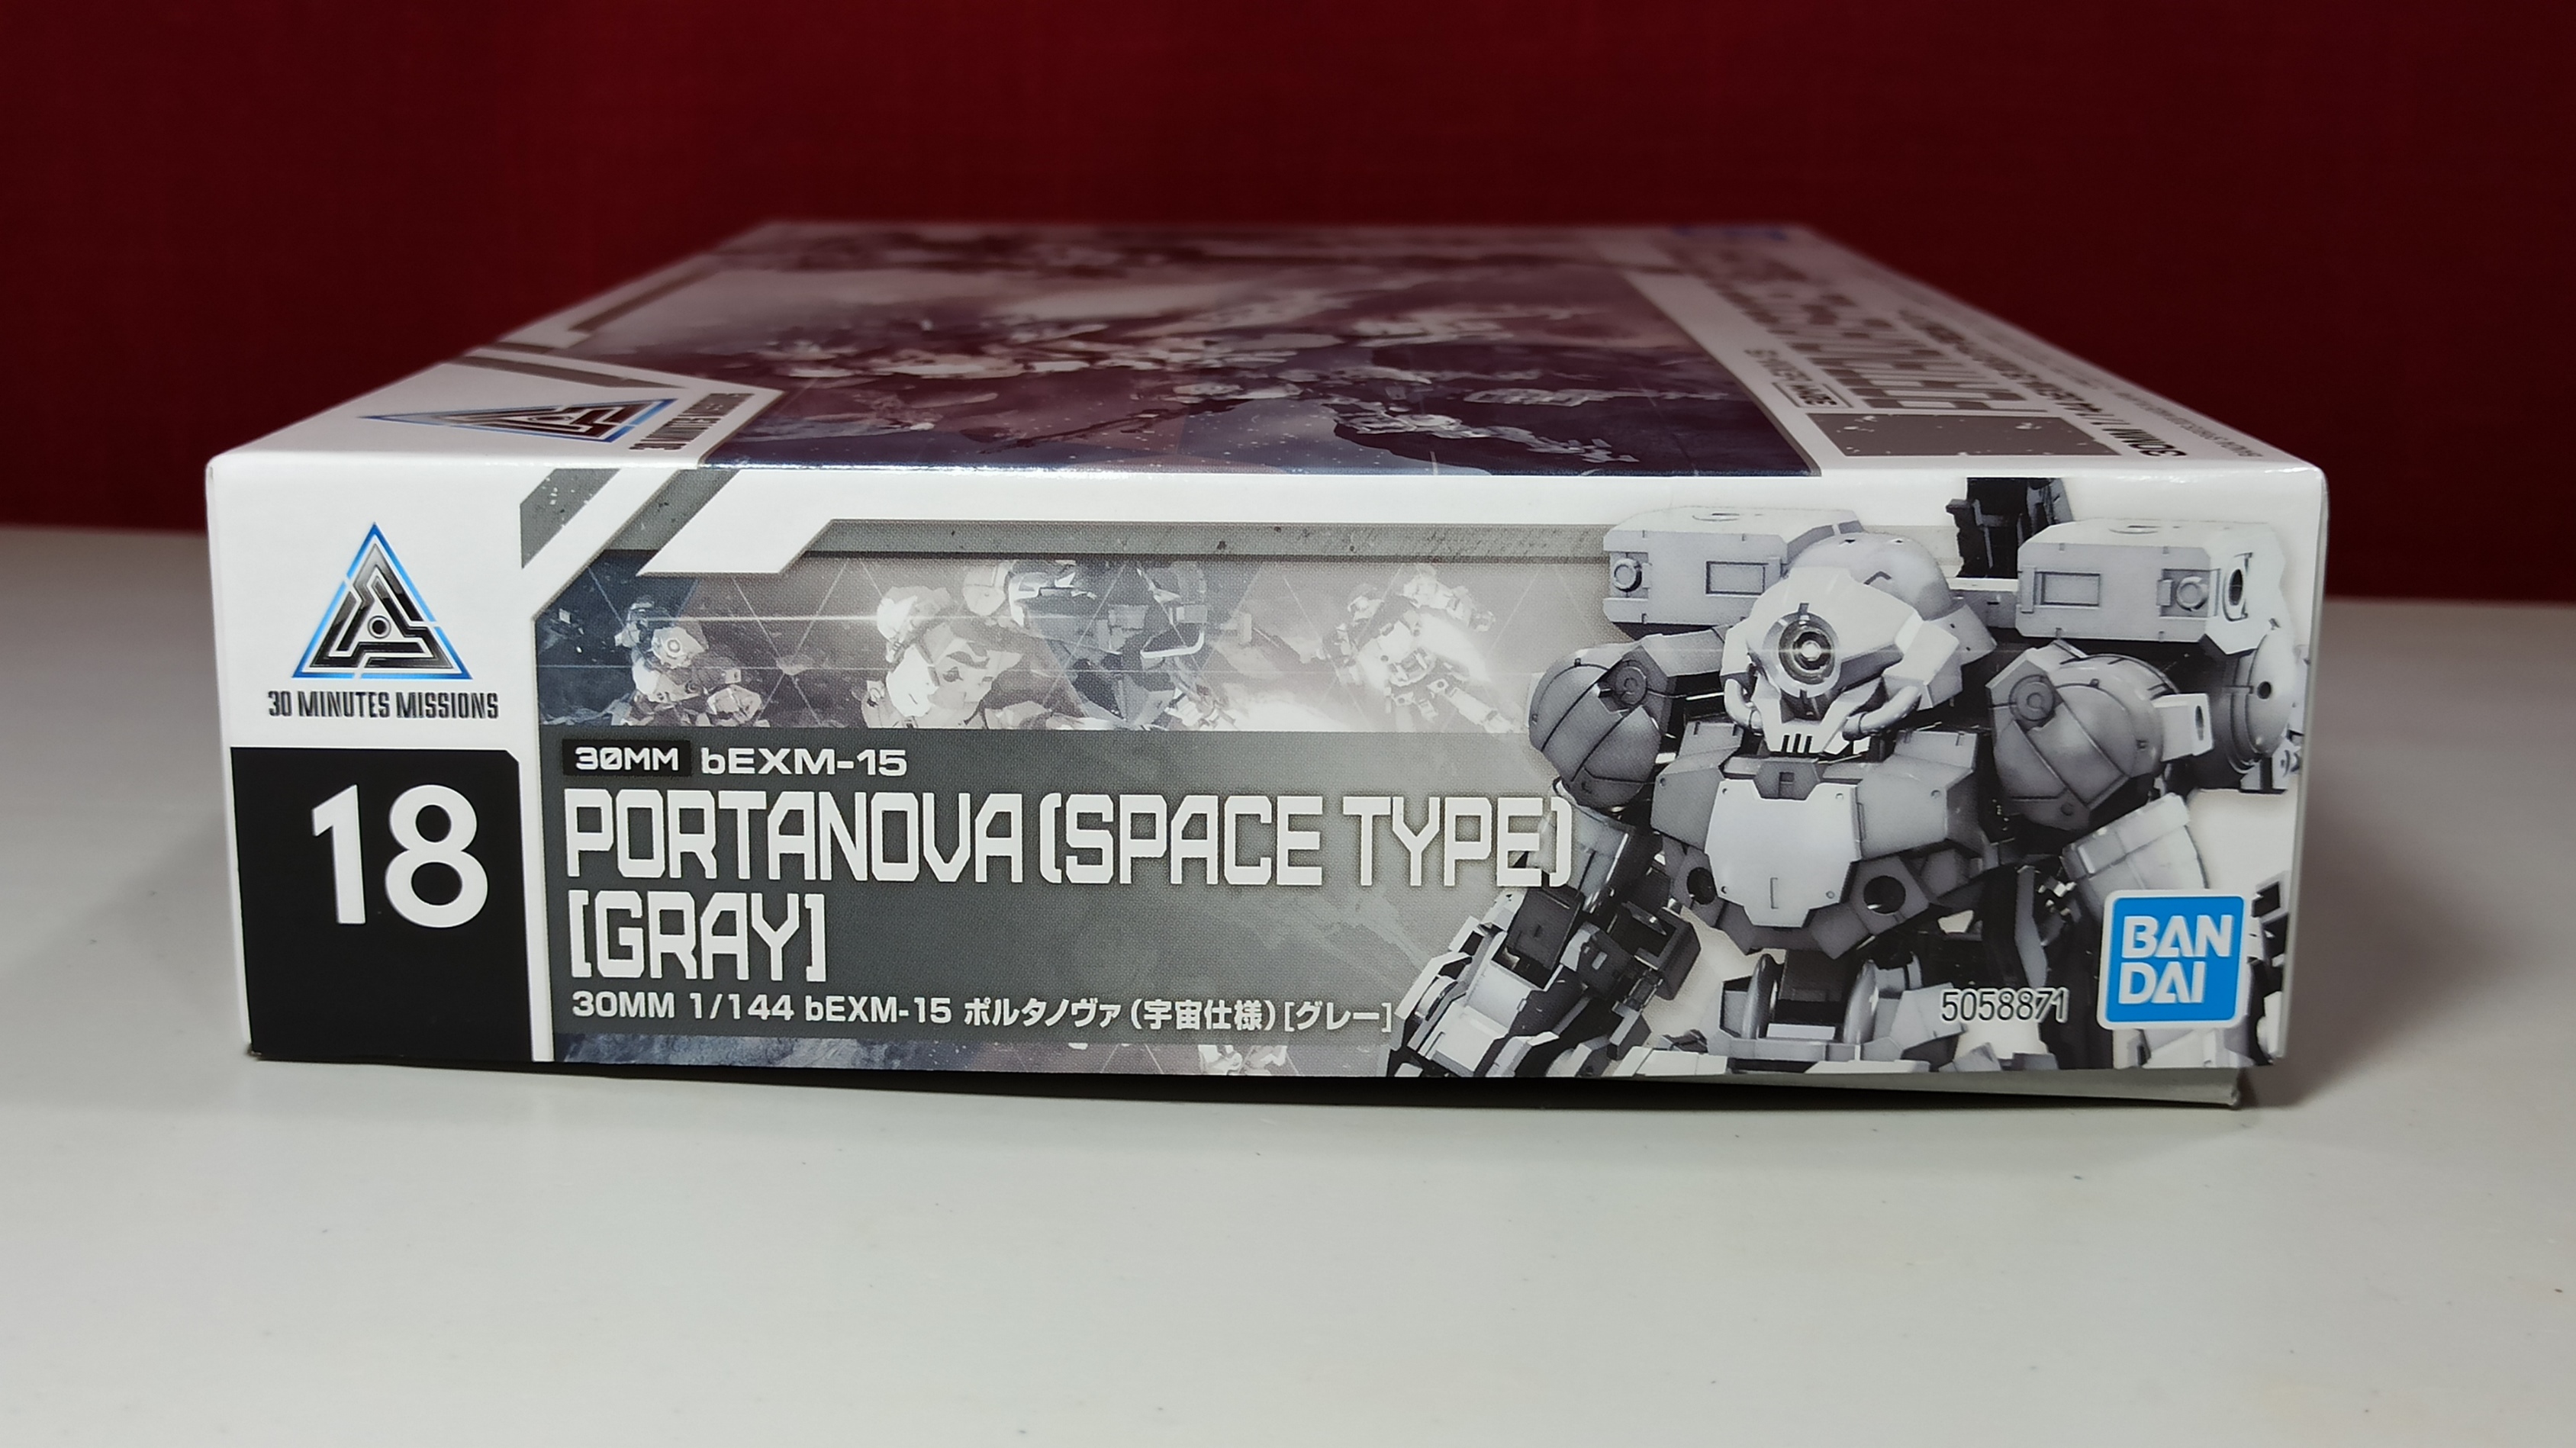 30 MINUTES MISSIONS
18
30MM bEXM-15
PORTANOVA (SPACE TYPE)
[GRAY]
30MM 1/144 bEXM-15 ポルタノヴァ（宇宙仕様）[グレー]
5058871
BAN
DAI